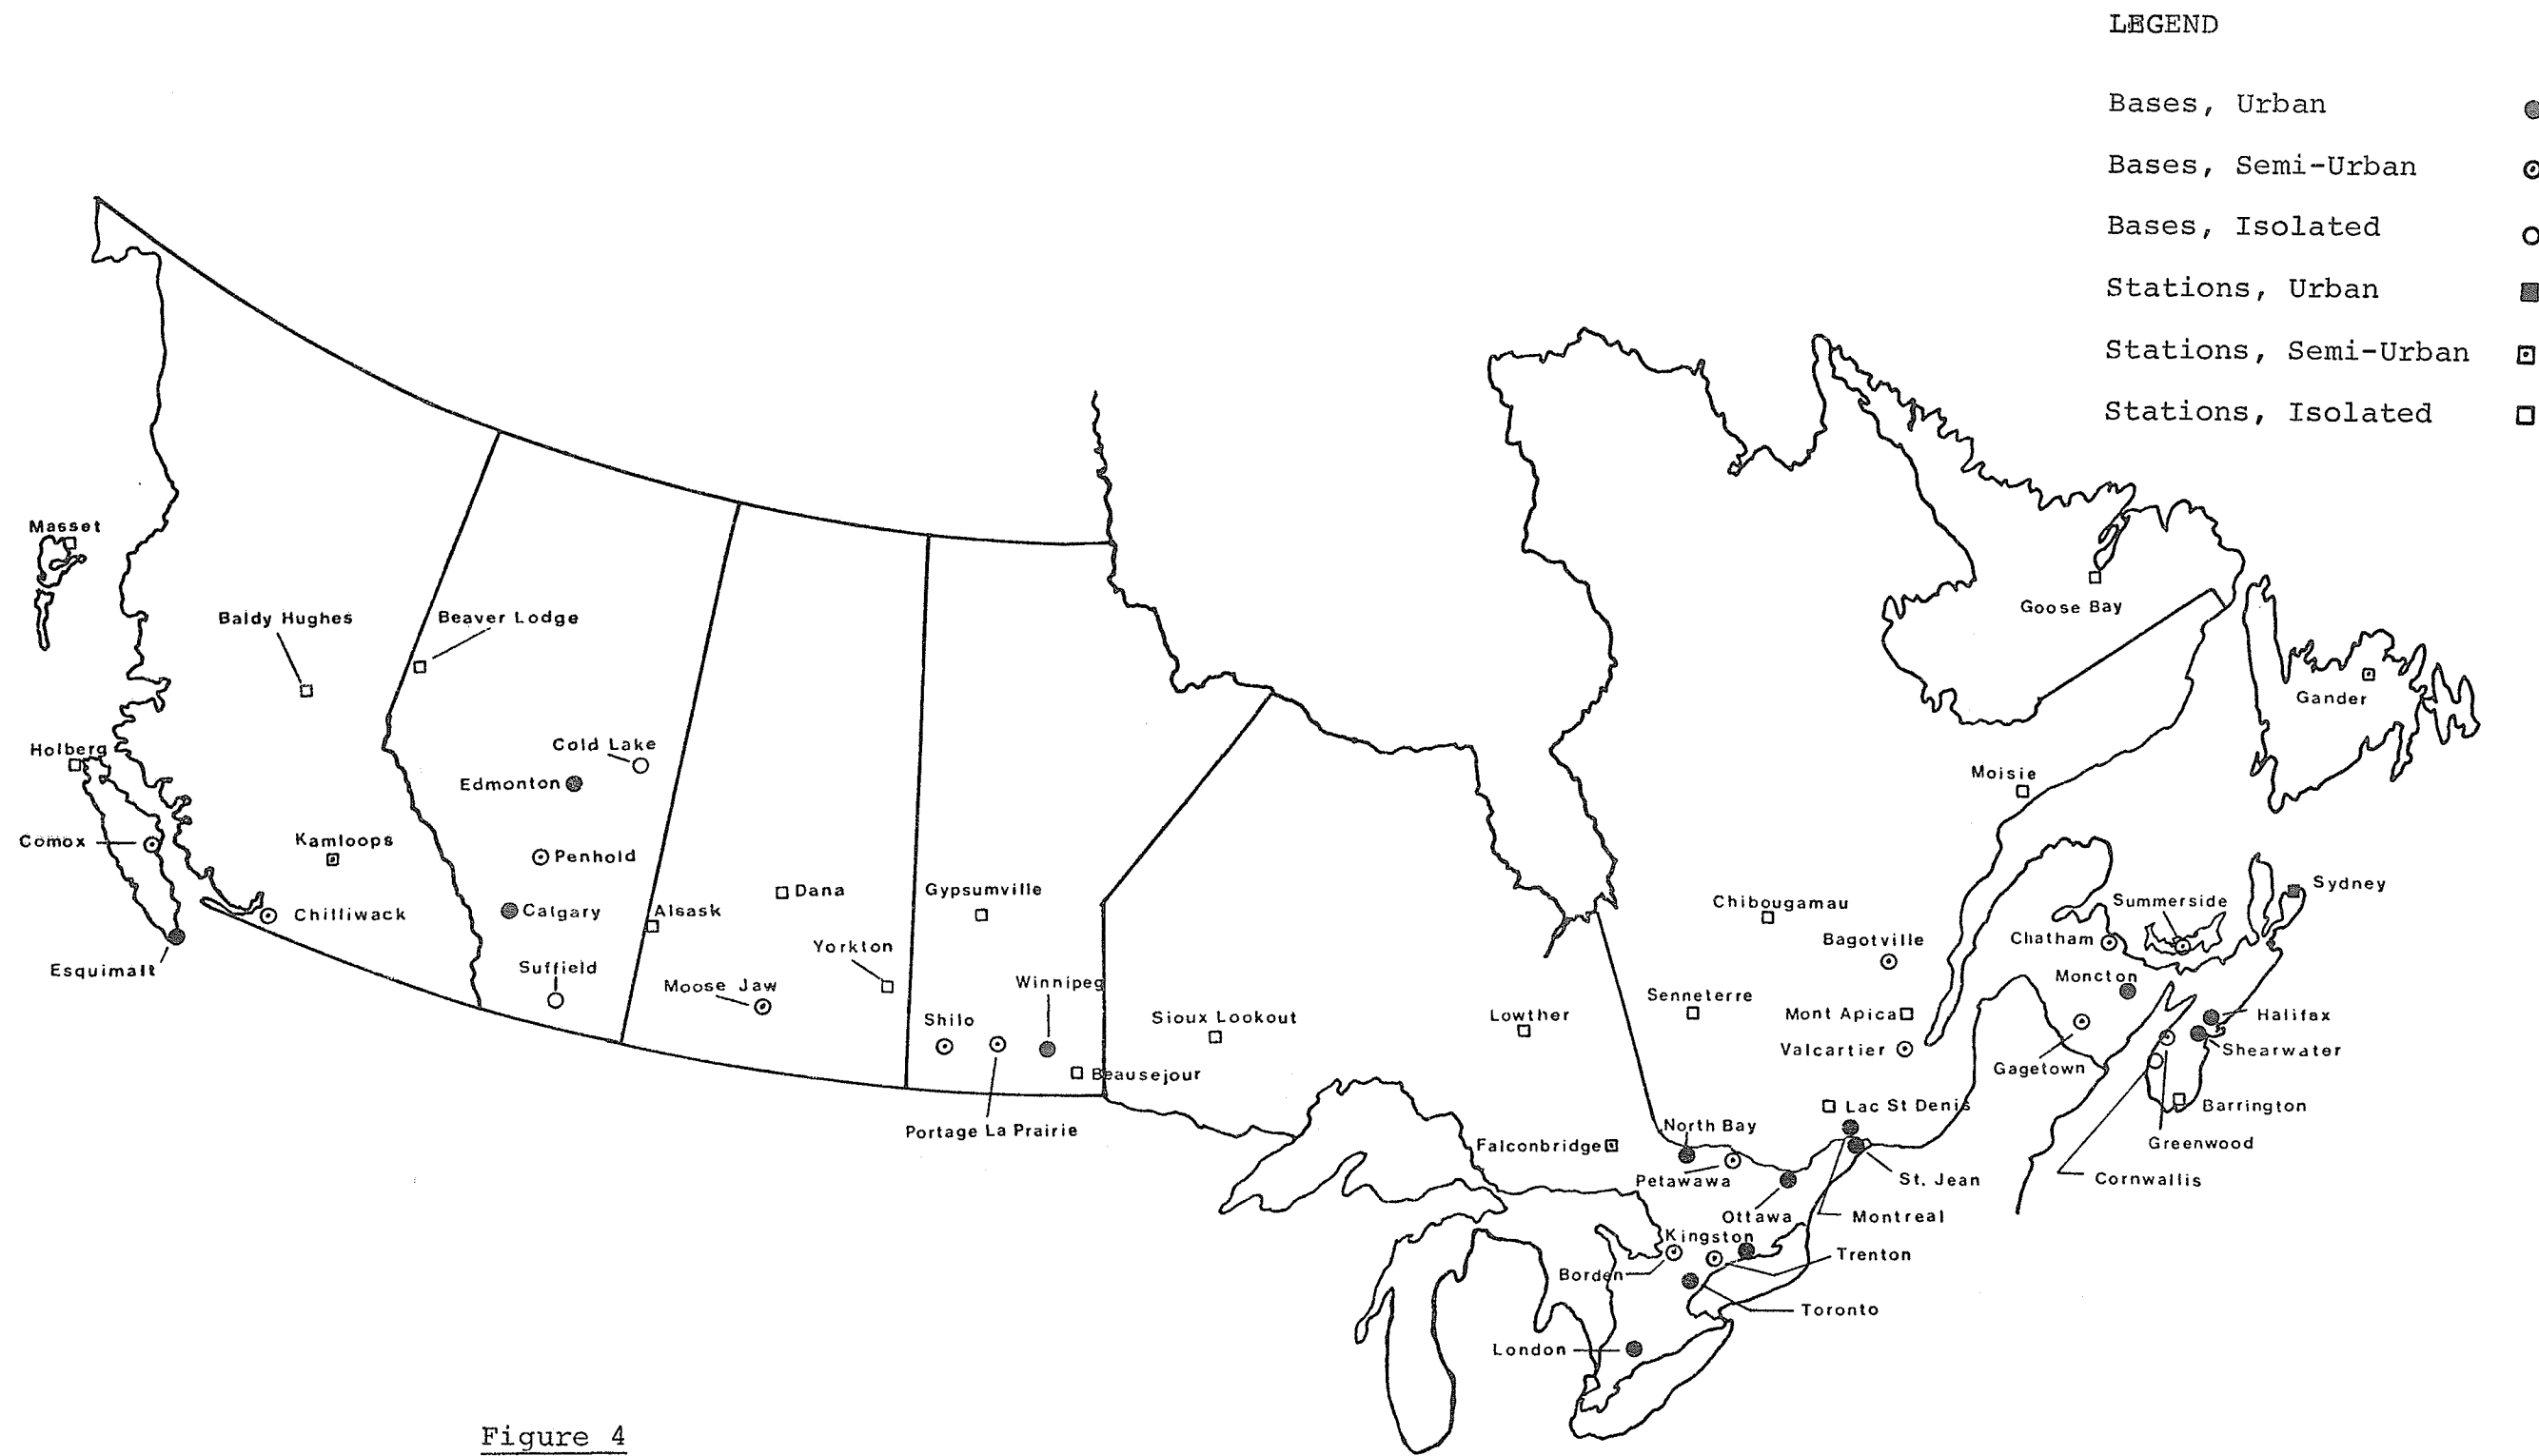 LEGEND
Bases, Urban
Bases, Semi-Urban
Bases, Isolated
Stations, Urban
Stations, Semi-Urban
Stations, Isolated
Masset
Baldy Hughes
Beaver Lodge
Goose Bay
Gander
Holberg
Cold Lake
Edmonton
Moisie
Comox
Kamloops
Penhold
Chilliwack
Calgary
Alsask
Dana
Gypsumville
Chibougamau
Summerside
Sydney
Esquimalt
Suffield
Moose Jaw
Yorkton
Winnipeg
Bagotville
Chatham
Moncton
Shilo
Sioux Lookout
Lowther
Senneterre
Mont Apica
Halifax
Valcartier
Shearwater
Gagetown
Beausejour
Portage La Prairie
Lac St Denis
Barrington
North Bay
Falconbridge
Greenwood
Petawawa
St. Jean
Cornwallis
Ottawa
Montreal
Kingston
Trenton
Borden
Toronto
London
Figure 4